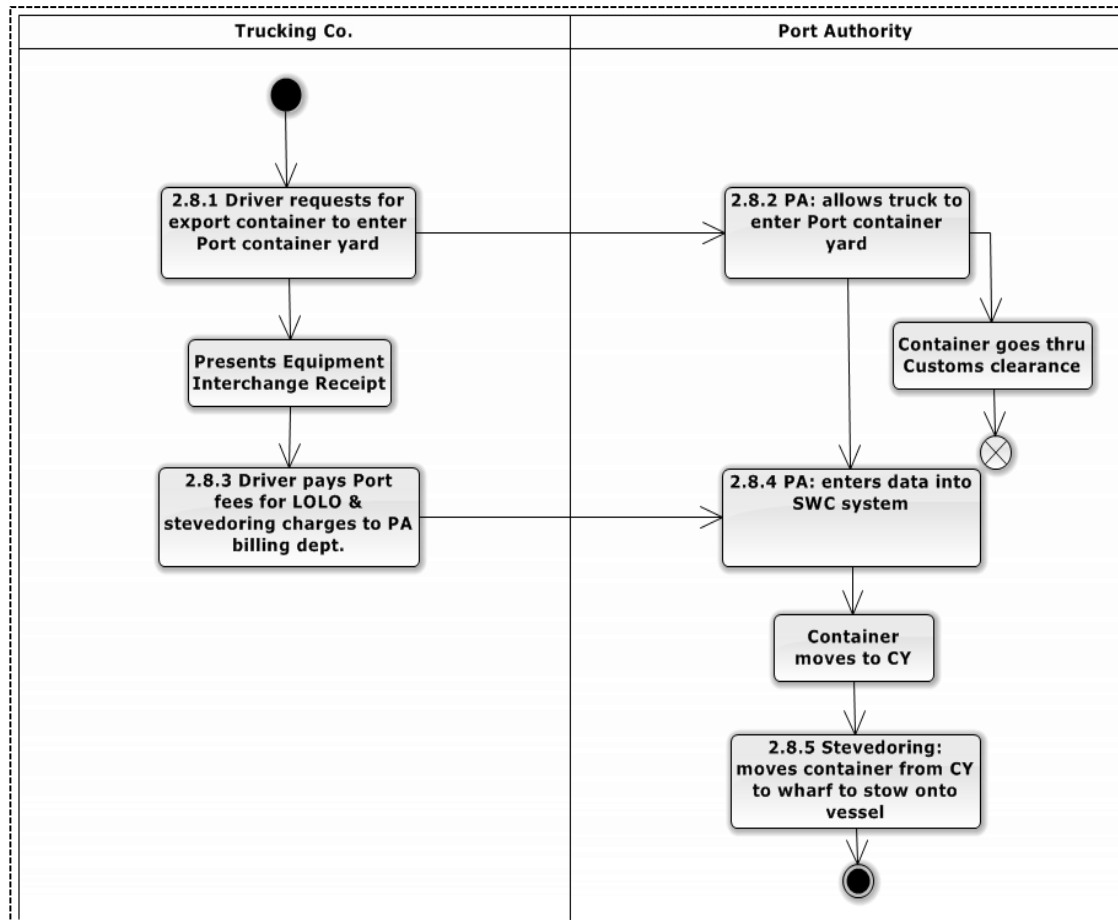 Trucking Co.
Port Authority
2.8.1 Driver requests for
export container to enter
Port container yard
2.8.2 PA: allows truck to
enter Port container
yard
Presents Equipment
Interchange Receipt
Container goes thru
Customs clearance
2.8.3 Driver pays Port
fees for LOLO &
stevedoring charges to PA
billing dept.
2.8.4 PA: enters data into
SWC system
Container
moves to CY
2.8.5 Stevedoring:
moves container from CY
to wharf to stow onto
vessel